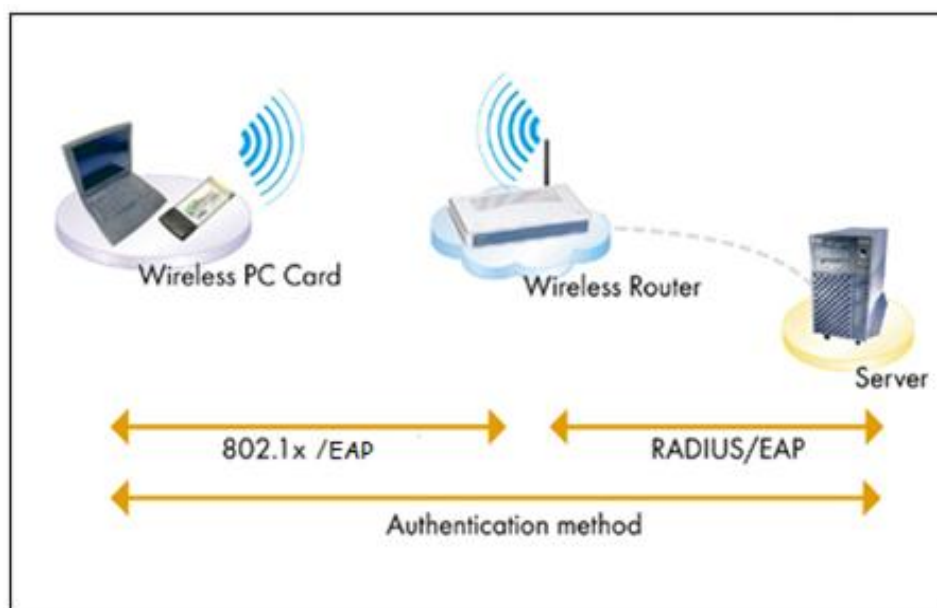 Wireless PC Card
Wireless Router
Server
802.1x /EAP
RADIUS/EAP
Authentication method